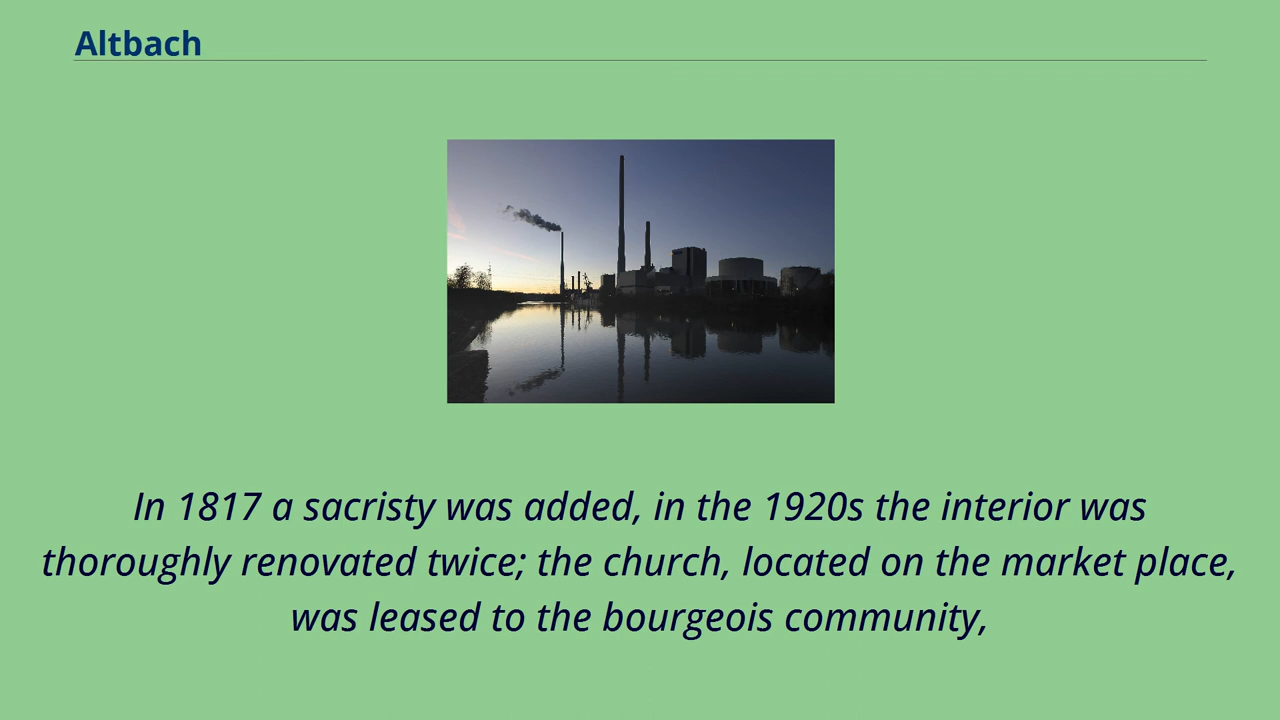 Altbach
In 1817 a sacristy was added, in the 1920s the interior was
thoroughly renovated twice; the church, located on the market place,
was leased to the bourgeois community,